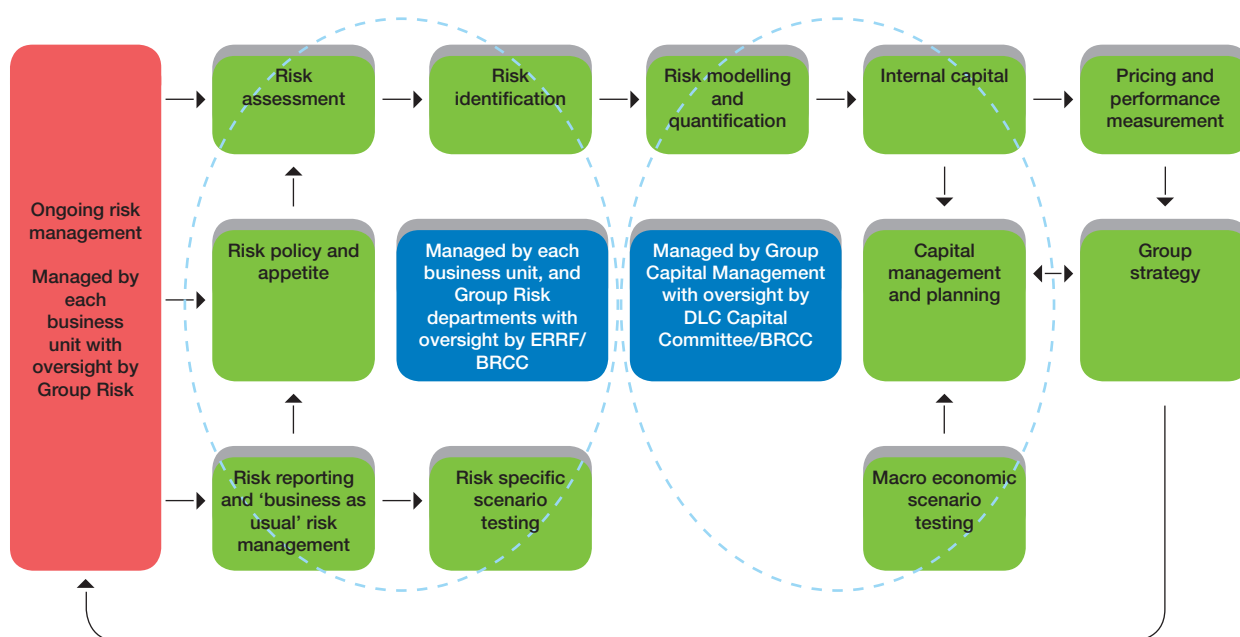 Ongoing risk
management
Managed by
each
business
unit with
oversight by
Group Risk
Risk
assessment
Risk
identification
Risk modelling
and
quantification
Internal capital
Pricing and
performance
measurement
Risk policy and
appetite
Managed by each
business unit, and
Group Risk
departments with
oversight by ERRF/
BRCC
Managed by Group
Capital Management
with oversight by
DLC Capital
Committee/BRCC
Capital
management
and planning
Group
strategy
Risk reporting
and ‘business as
usual’ risk
management
Risk specific
scenario
testing
Macro economic
scenario
testing